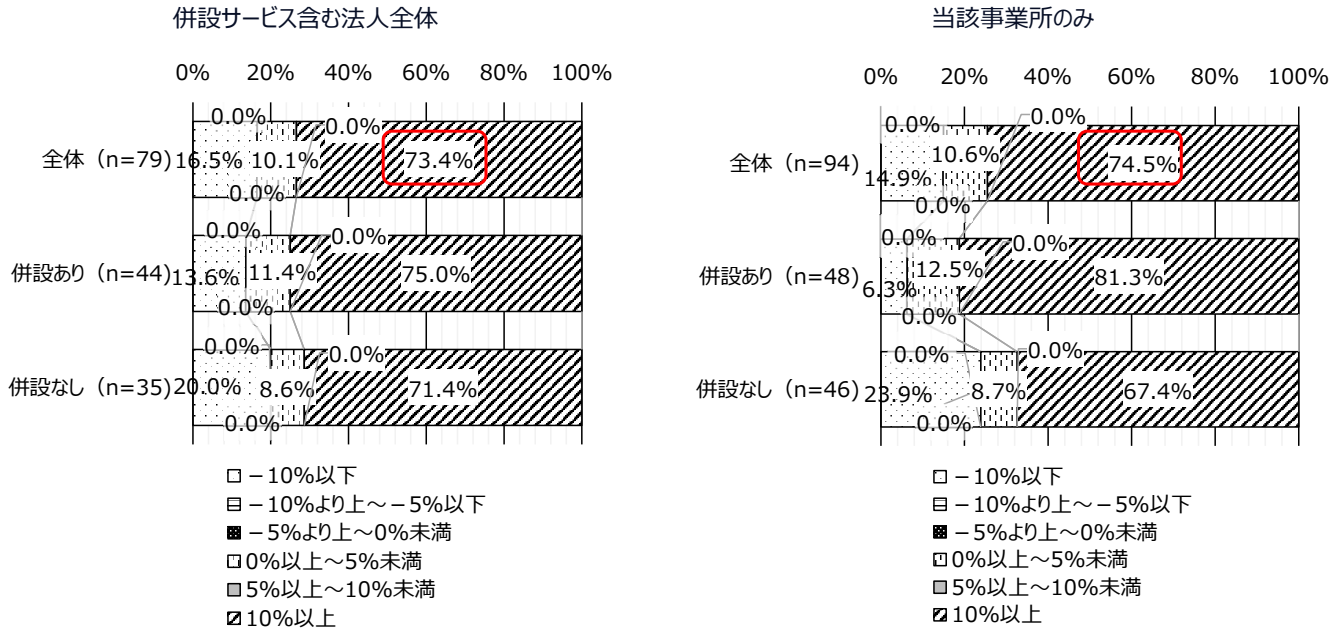 併設サービス含む法人全体
0% 20% 40% 60% 80% 100%
0.0% 0.0%
全体（n=79） 16.5% 10.1% 73.4%
0.0%
0.0% 0.0%
併設あり（n=44） 13.6% 11.4% 75.0%
0.0%
0.0% 0.0%
併設なし（n=35） 20.0% 8.6% 71.4%
0.0%
－10%以下
－10%より上～－5%以下
－5%より上～0%未満
0%以上～5%未満
5%以上～10%未満
10%以上
当該事業所のみ
0% 20% 40% 60% 80% 100%
0.0% 0.0%
全体（n=94） 14.9% 10.6% 74.5%
0.0%
0.0% 0.0%
併設あり（n=48） 6.3% 12.5% 81.3%
0.0%
0.0% 0.0%
併設なし（n=46） 23.9% 8.7% 67.4%
0.0%
－10%以下
－10%より上～－5%以下
－5%より上～0%未満
0%以上～5%未満
5%以上～10%未満
10%以上